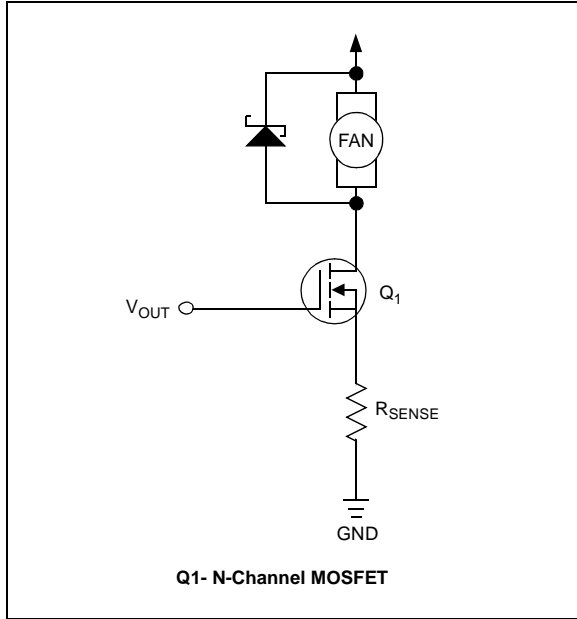 FAN
Q1
VOUT
RSENSE
GND
Q1- N-Channel MOSFET